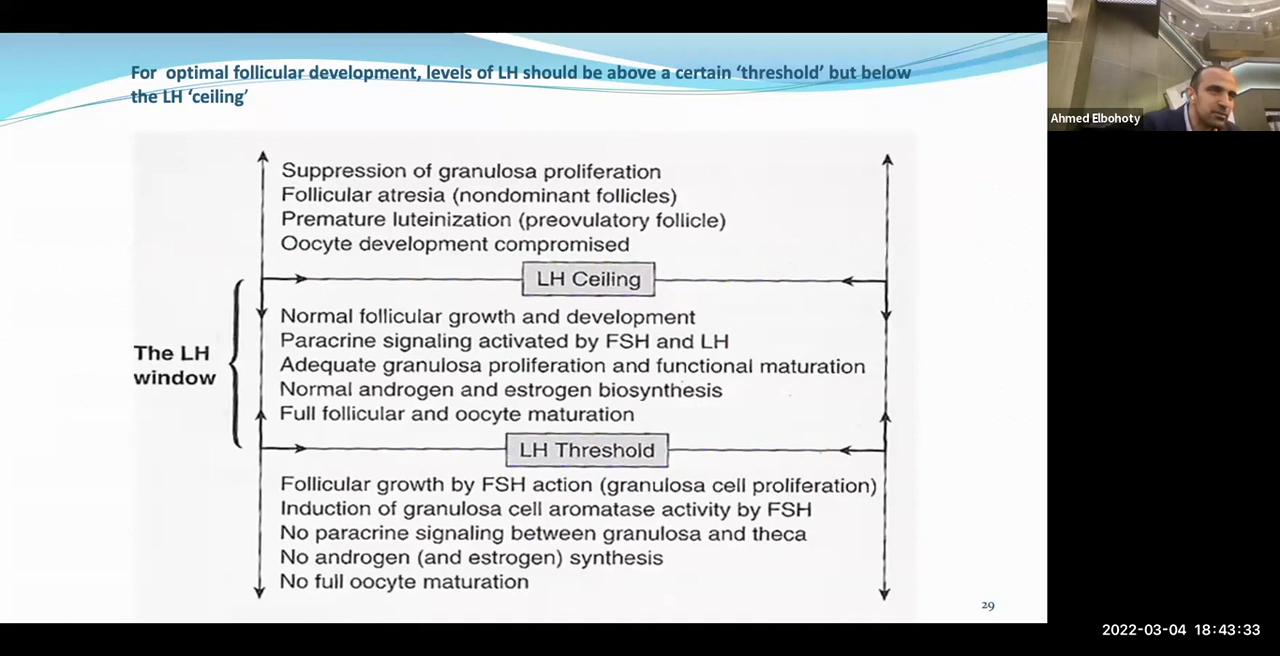 For optimal follicular development, levels of LH should be above a certain ‘threshold’ but below
the LH ‘ceiling’
Ahmed Elbohoty
Suppression of granulosa proliferation
Follicular atresia (nondominant follicles)
Premature luteinization (preovulatory follicle)
Oocyte development compromised
LH Ceiling
The LH
window
Normal follicular growth and development
Paracrine signaling activated by FSH and LH
Adequate granulosa proliferation and functional maturation
Normal androgen and estrogen biosynthesis
Full follicular and oocyte maturation
LH Threshold
Follicular growth by FSH action (granulosa cell proliferation)
Induction of granulosa cell aromatase activity by FSH
No paracrine signaling between granulosa and theca
No androgen (and estrogen) synthesis
No full oocyte maturation
29
2022-03-04 18:43:33